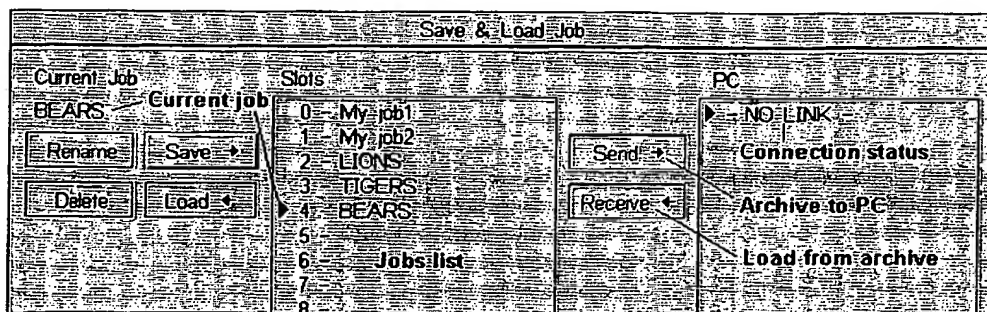 Save & Load Job
Current Job
BEARS
Current job
Rename
Save
Delete
Load
Slots
0 - My job1
1 - My job2
2 - LIONS
3 - TIGERS
4 - BEARS
5 -
6 -
7 -
8 -
Jobs list
Send
Receive
PC
- NO LINK -
Connection status
Archive to PC
Load from archive